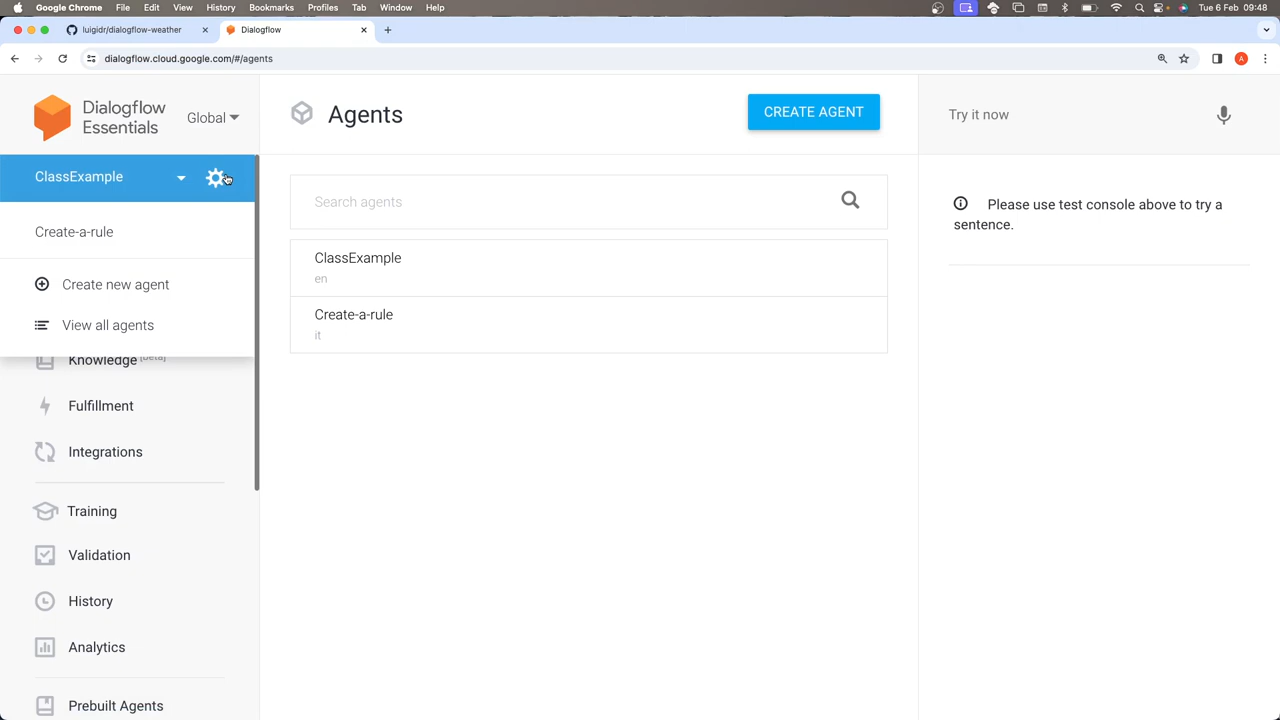 Google Chrome File Edit View History Bookmarks Profiles Tab Window Help Tue 6 Feb 09:48
luigidr/dialogflow-weather Dialogflow
dialogflow.cloud.google.com/#/agents A
Dialogflow
Essentials
Global
ClassExample
Create-a-rule
Create new agent
View all agents
Knowledge [beta]
Fulfillment
Integrations
Training
Validation
History
Analytics
Prebuilt Agents
Agents
CREATE AGENT
Search agents
ClassExample
en
Create-a-rule
it
Try it now
Please use test console above to try a
sentence.